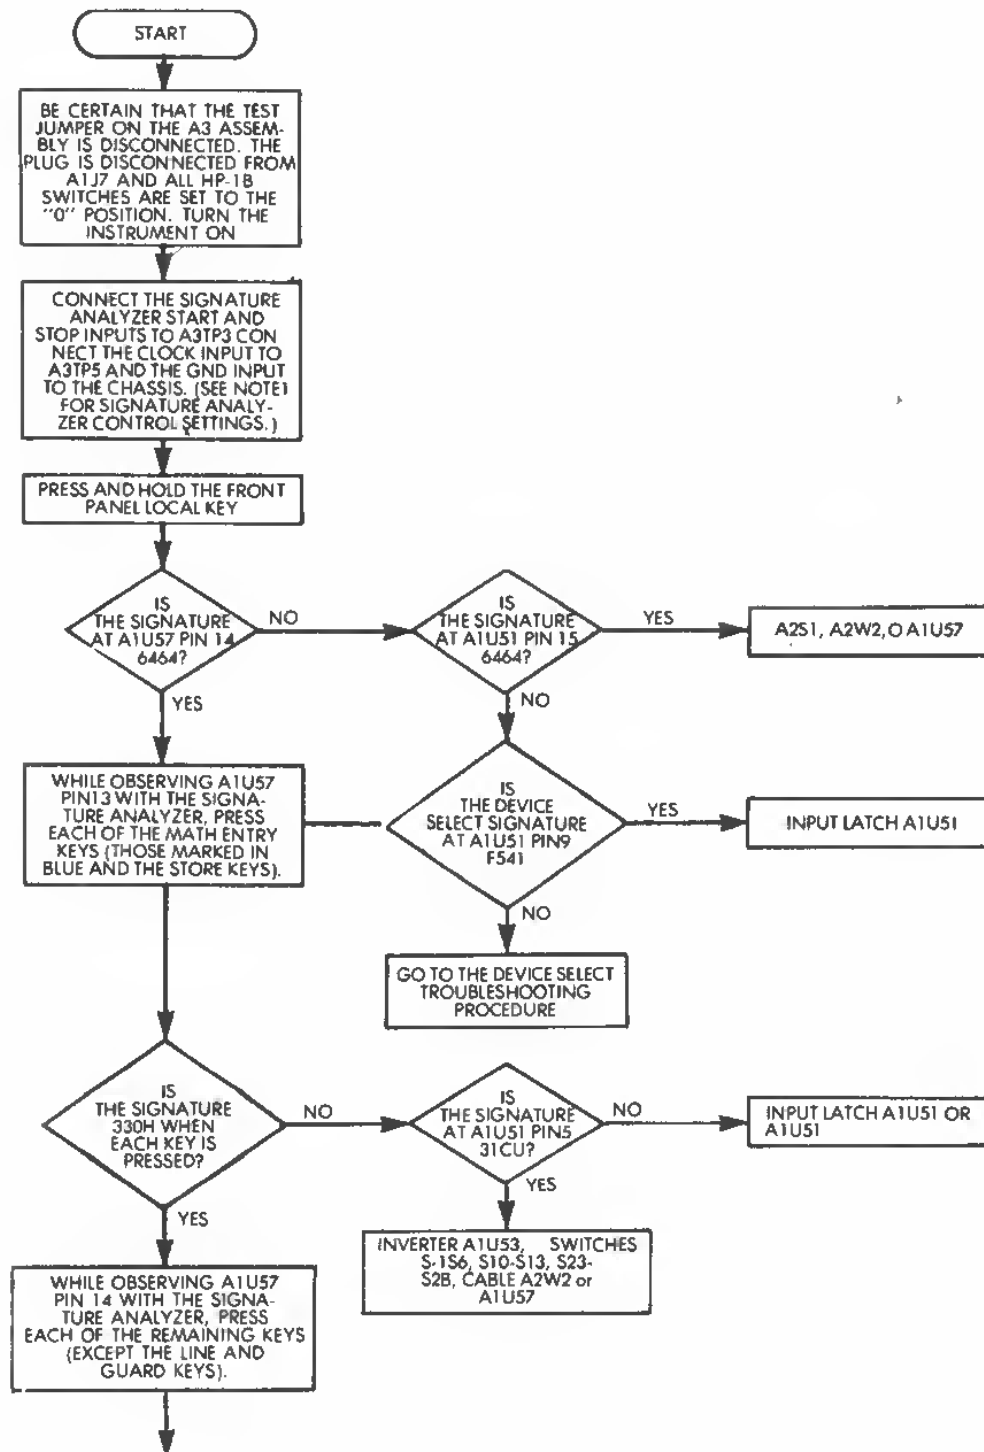 START
BE CERTAIN THAT THE TEST
JUMPER ON THE A3 ASSEM-
BLY IS DISCONNECTED. THE
PLUG IS DISCONNECTED FROM
A1J7 AND ALL HP-1B
SWITCHES ARE SET TO THE
"0" POSITION. TURN THE
INSTRUMENT ON
CONNECT THE SIGNATURE
ANALYZER START AND
STOP INPUTS TO A3TP3 CON
NECT THE CLOCK INPUT TO
A3TP5 AND THE GND INPUT
TO THE CHASSIS. (SEE NOTE1
FOR SIGNATURE ANALY-
ZER CONTROL SETTINGS.)
PRESS AND HOLD THE FRONT
PANEL LOCAL KEY
IS
THE SIGNATURE
AT A1U57 PIN 14
6464?
NO
IS
THE SIGNATURE
AT A1U51 PIN 15
6464?
YES
A2S1, A2W2, O A1U57
YES
NO
WHILE OBSERVING A1U57
PIN13 WITH THE SIGNA-
TURE ANALYZER, PRESS
EACH OF THE MATH ENTRY
KEYS (THOSE MARKED IN
BLUE AND THE STORE KEYS).
IS
THE DEVICE
SELECT SIGNATURE
AT A1U51 PIN9
F541
YES
INPUT LATCH A1U51
NO
GO TO THE DEVICE SELECT
TROUBLESHOOTING
PROCEDURE
IS
THE SIGNATURE
330H WHEN
EACH KEY IS
PRESSED?
NO
IS
THE SIGNATURE
AT A1U51 PIN5
31CU?
NO
INPUT LATCH A1U51 OR
A1U51
YES
YES
INVERTER A1U53, SWITCHES
S-1S6, S10-S13, S23-
S2B, CABLE A2W2 or
A1U57
WHILE OBSERVING A1U57
PIN 14 WITH THE SIGNA-
TURE ANALYZER, PRESS
EACH OF THE REMAINING KEYS
(EXCEPT THE LINE AND
GUARD KEYS).